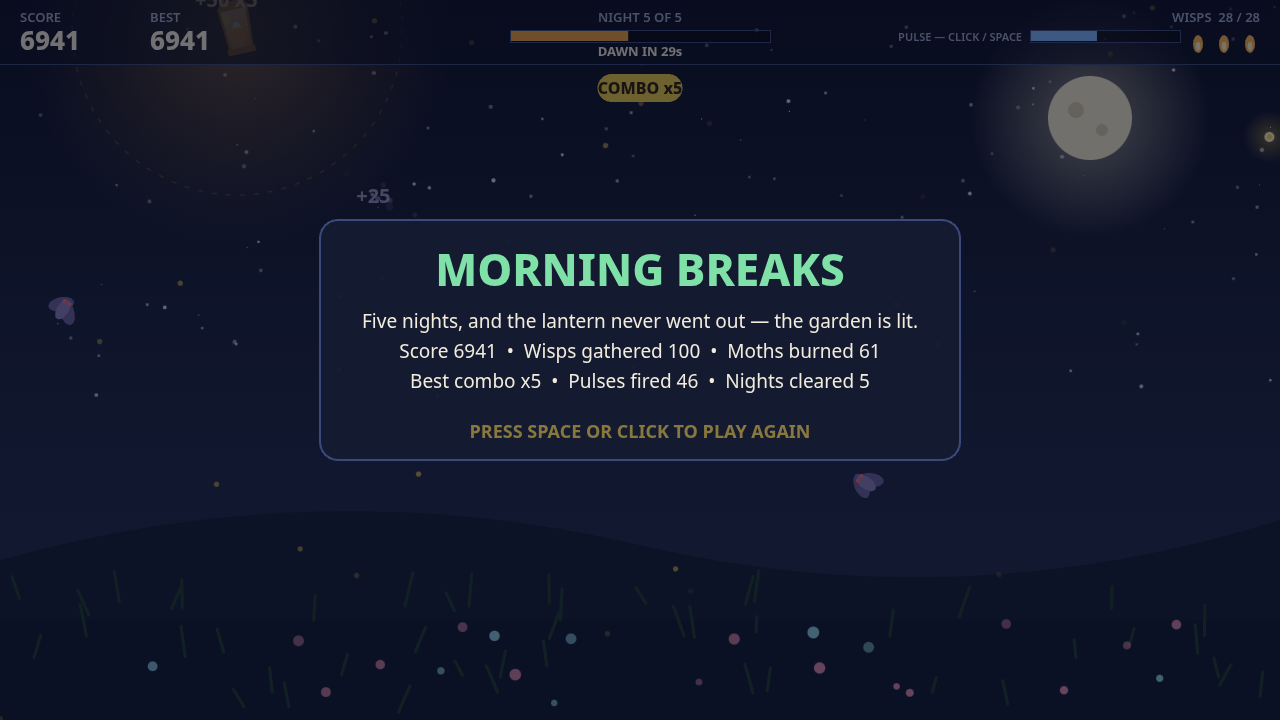 SCORE
6941
BEST
6941
+50 x5
NIGHT 5 OF 5
DAWN IN 29s
COMBO x5
PULSE — CLICK / SPACE
WISPS 28 / 28
+25
MORNING BREAKS
Five nights, and the lantern never went out — the garden is lit.
Score 6941 • Wisps gathered 100 • Moths burned 61
Best combo x5 • Pulses fired 46 • Nights cleared 5
PRESS SPACE OR CLICK TO PLAY AGAIN